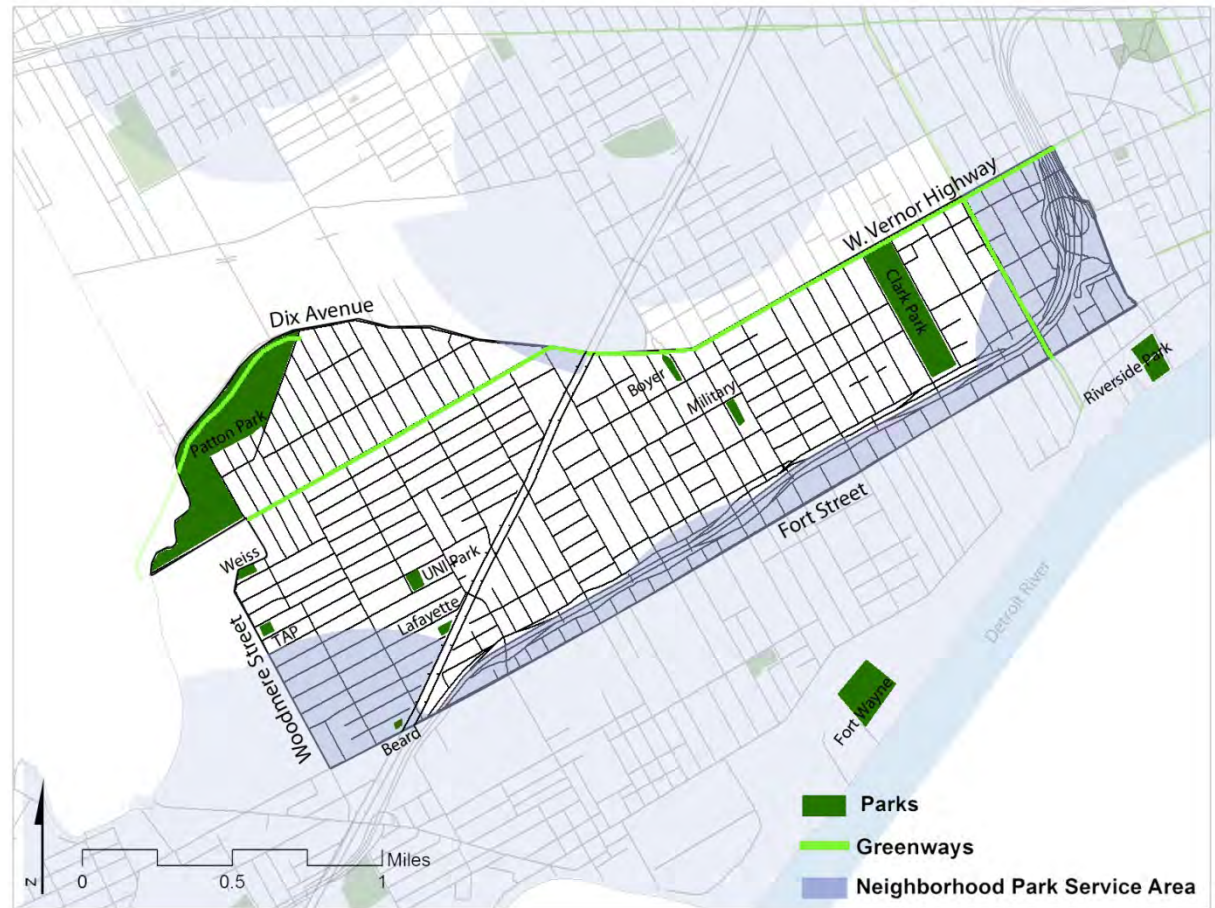 W. Vernor Highway
Dix Avenue
Clark Park
Boyer
Military
Riverside Park
Patton Park
Fort Street
Weiss
UNI Park
Lafayette
TAP
Woodmere Street
Detroit River
Fort Wayne
Beard
Parks
Greenways
Neighborhood Park Service Area
Miles
0 0.5 1
N